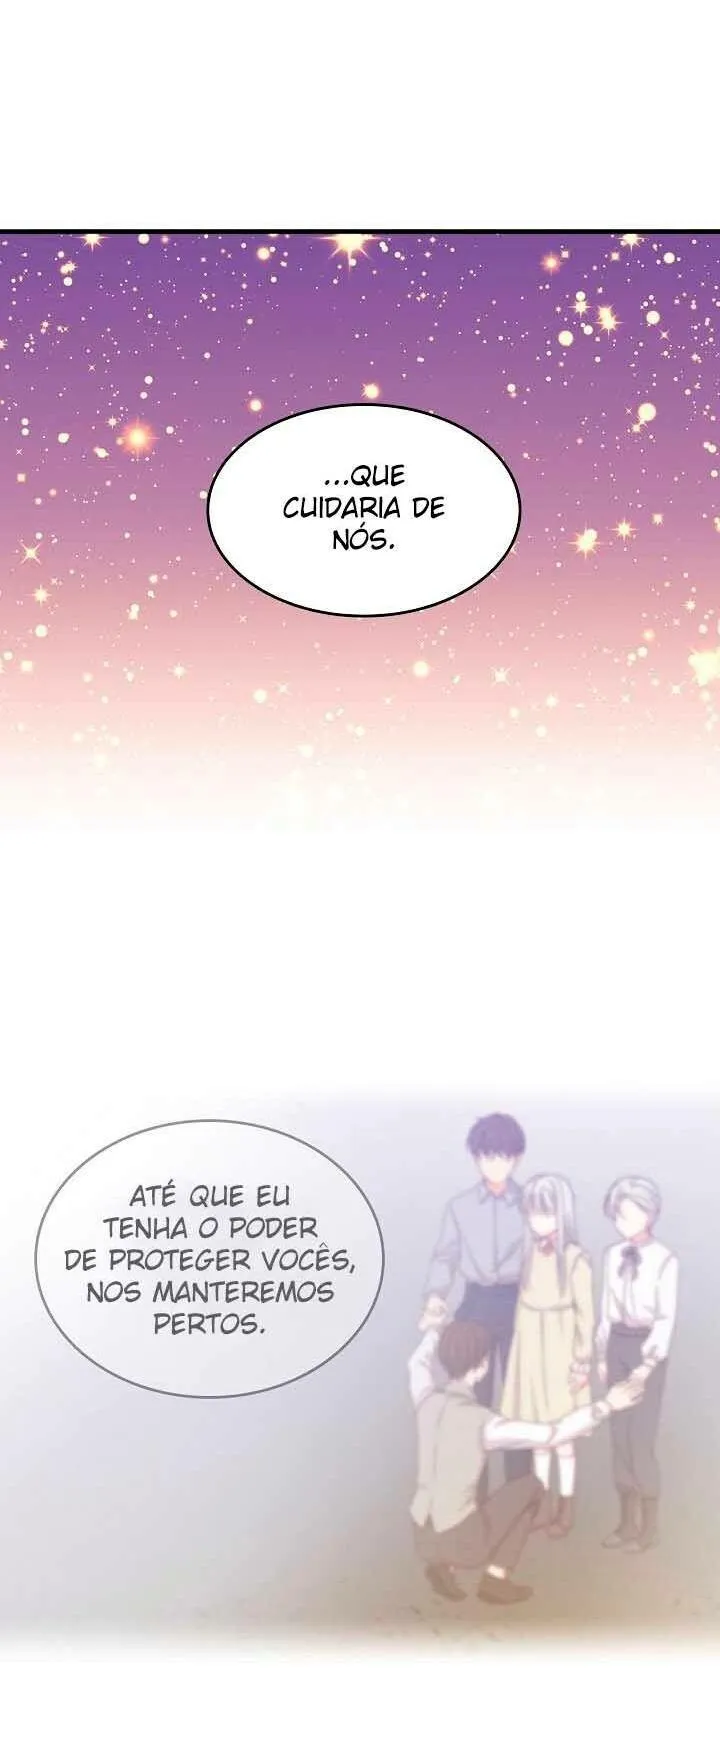 ...QUE
CUIDARIA DE
NÓS.
ATÉ QUE EU
TENHA O PODER
DE PROTEGER VOCÊS,
NOS MANTEREMOS
PERTOS.